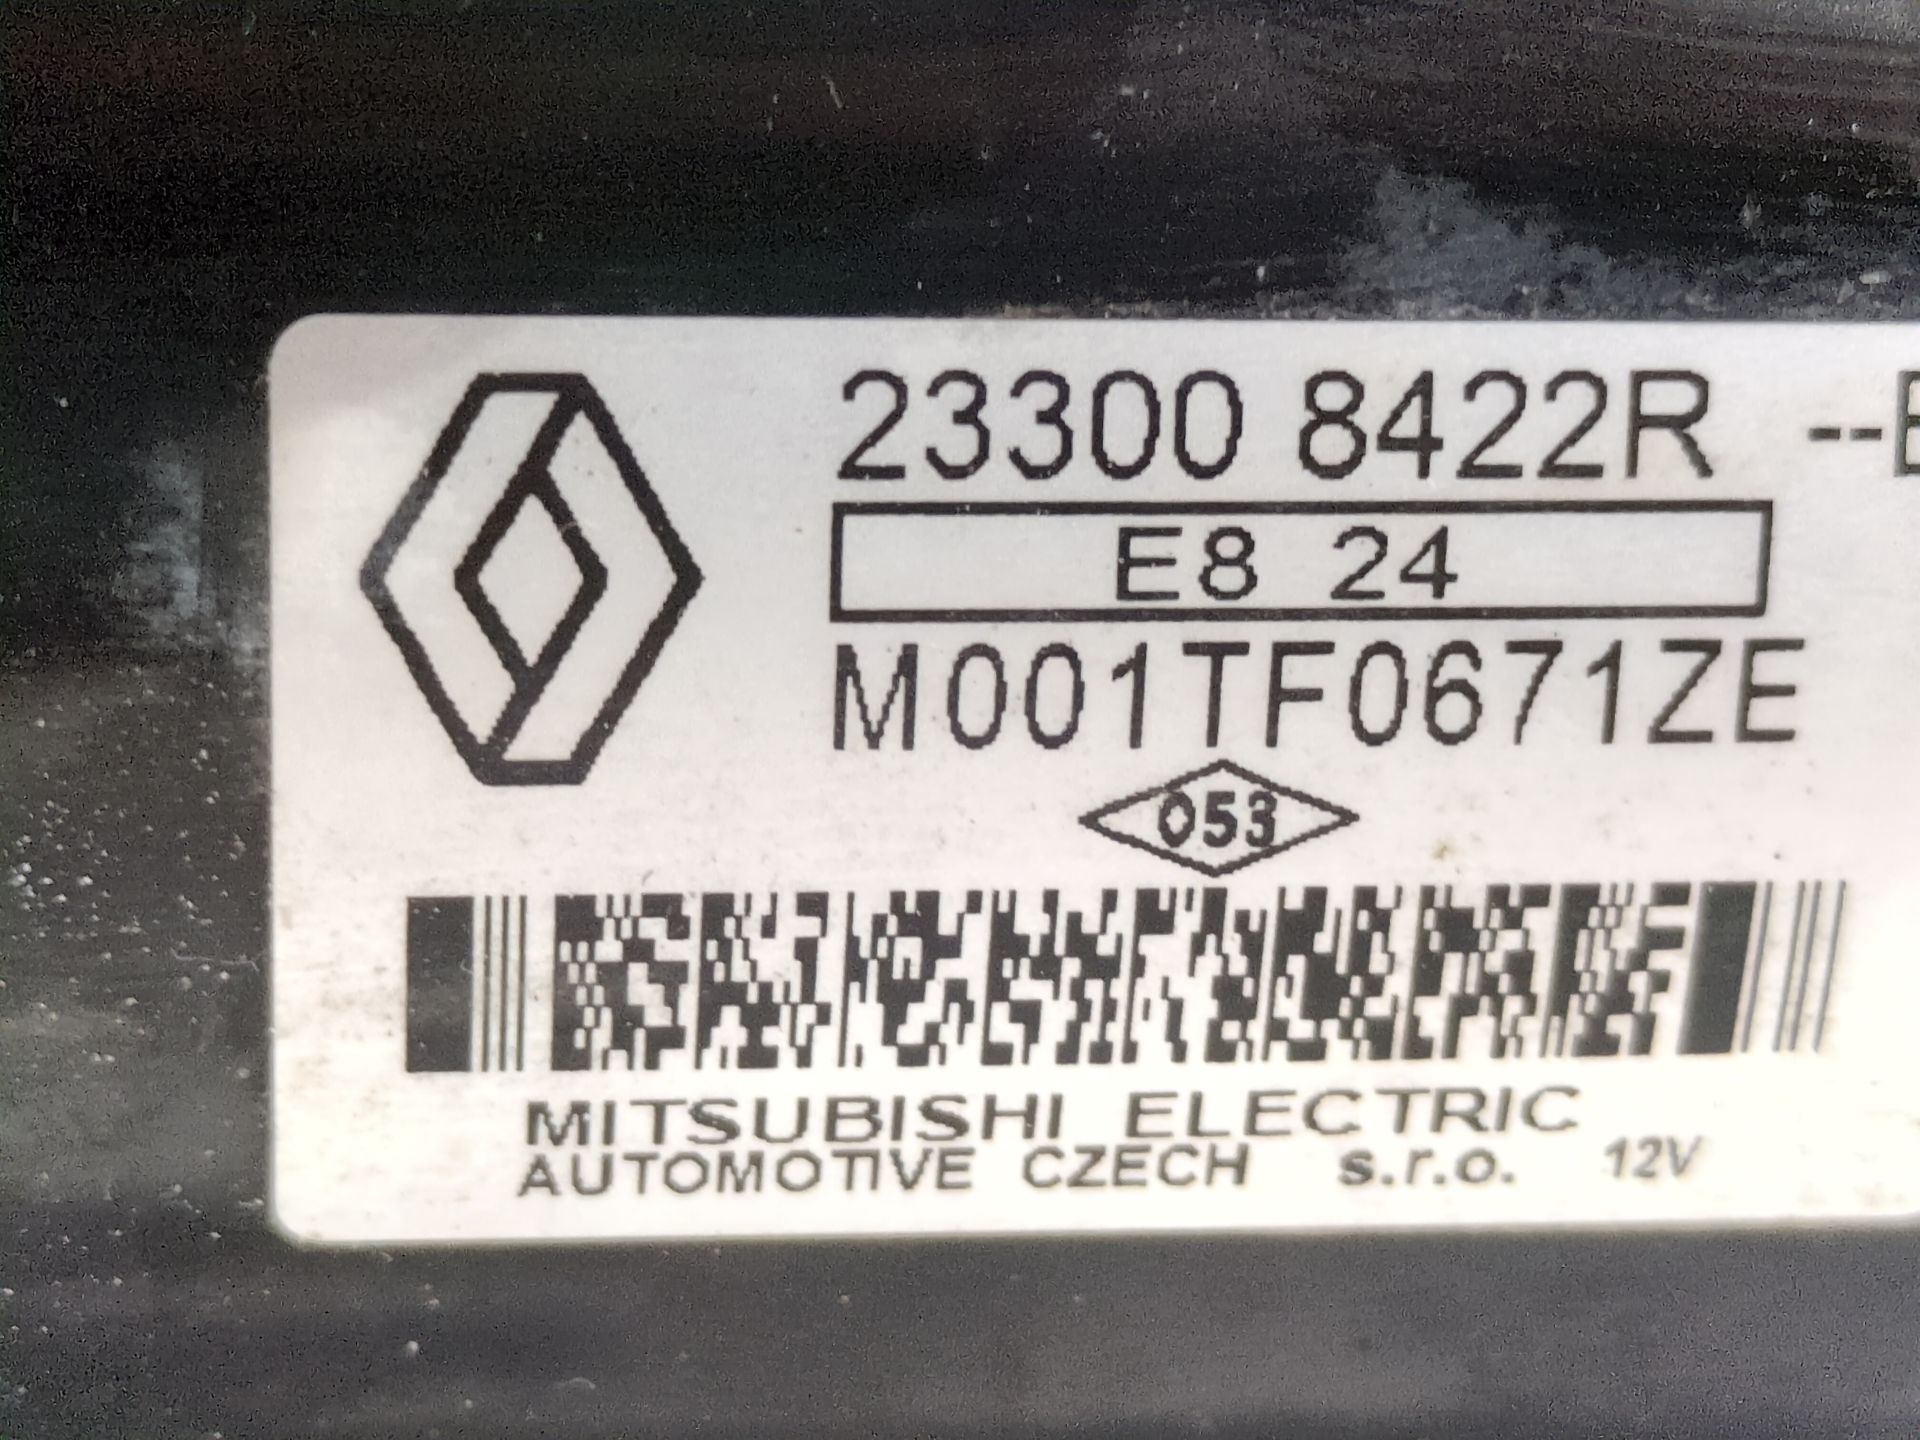 23300 8422R --
E8 24
M001TF0671ZE
053
MITSUBISHI ELECTRIC
AUTOMOTIVE CZECH s.r.o. 12V